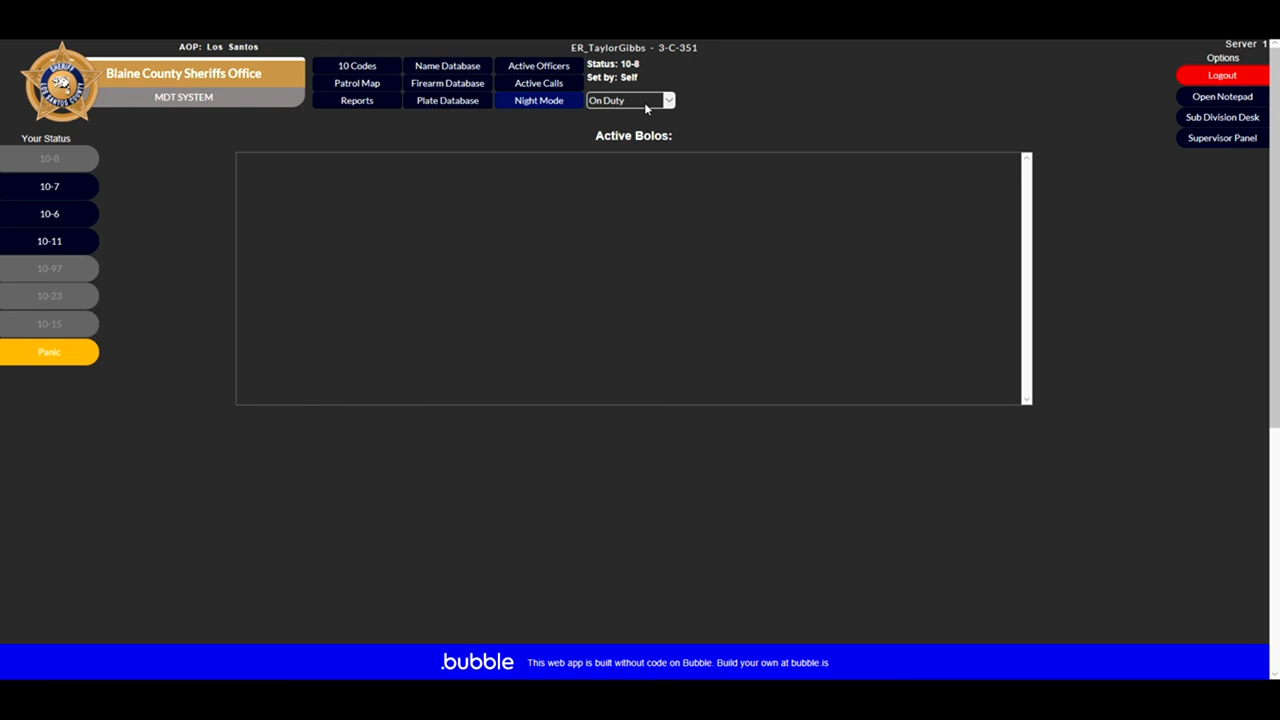 AOP: Los Santos
ER_TaylorGibbs - 3-C-351
Server 1
Blaine County Sheriffs Office
MDT SYSTEM
SHERIFF
LOS SANTOS COUNTY
10 Codes
Name Database
Active Officers
Status: 10-8
Patrol Map
Firearm Database
Active Calls
Set by: Self
Reports
Plate Database
Night Mode
On Duty
Options
Logout
Open Notepad
Sub Division Desk
Supervisor Panel
Active Bolos:
Your Status
10-8
10-7
10-6
10-11
10-97
10-23
10-15
Panic
.bubble
This web app is built without code on Bubble. Build your own at bubble.is